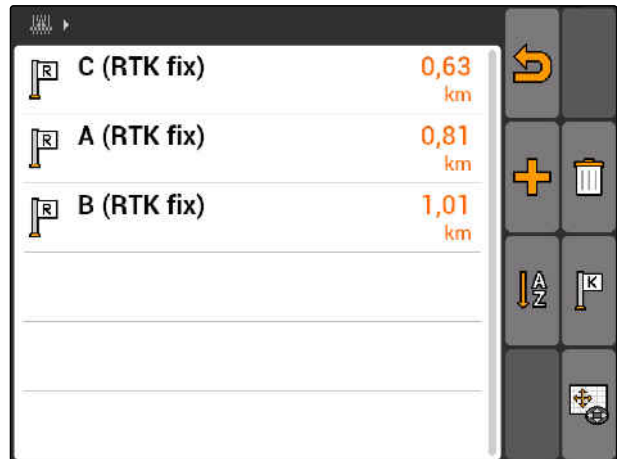 R C (RTK fix) 0,63
km
R A (RTK fix) 0,81
km
R B (RTK fix) 1,01
km
A
Z
K